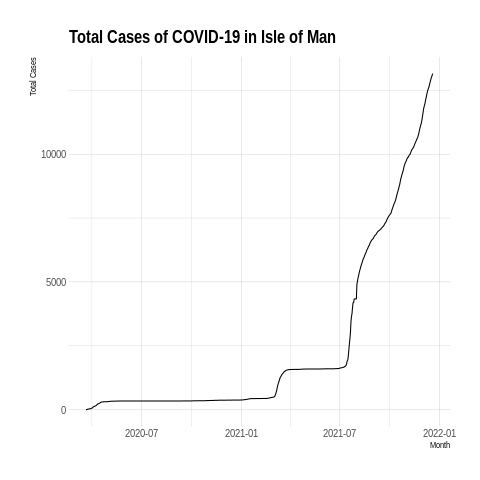 Total Cases of COVID-19 in Isle of Man
Total Cases
10000
5000
0
2020-07 2021-01 2021-07 2022-01
Month